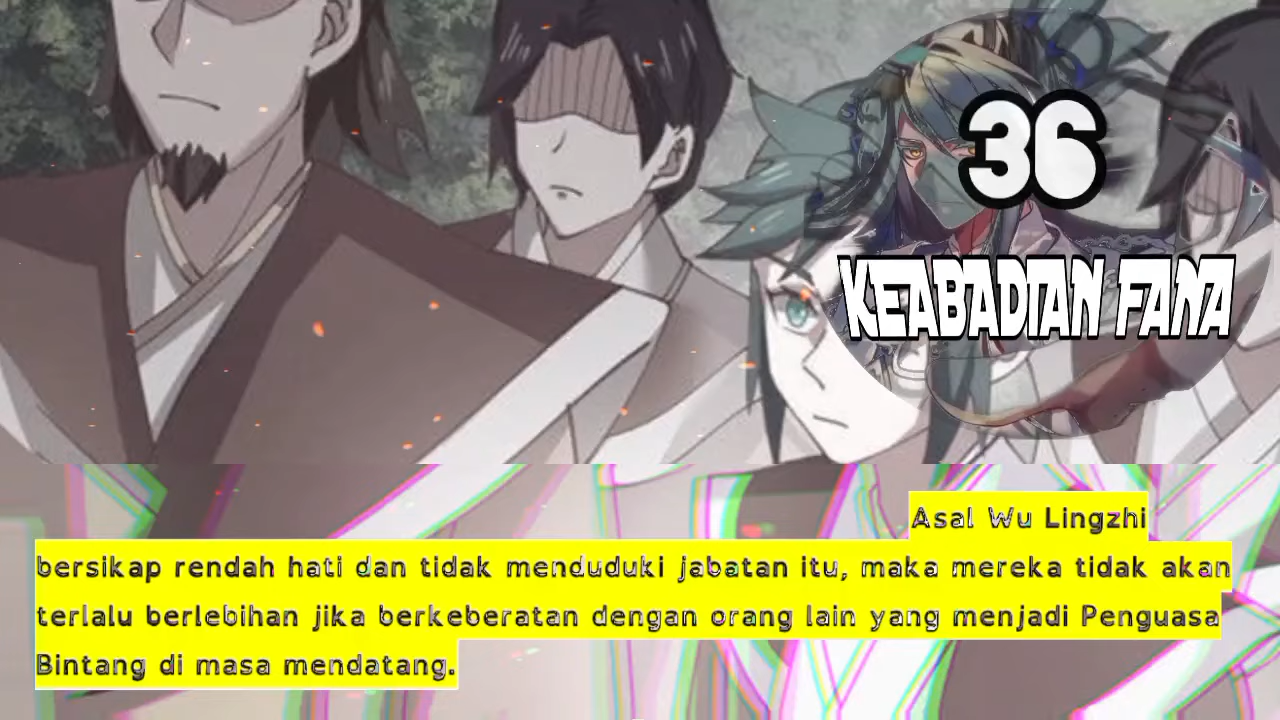 36
KEABADIAN FANA
Asal Wu Lingzhi
bersikap rendah hati dan tidak menduduki jabatan itu, maka mereka tidak akan
terlalu berlebihan jika berkeberatan dengan orang lain yang menjadi Penguasa
Bintang di masa mendatang.